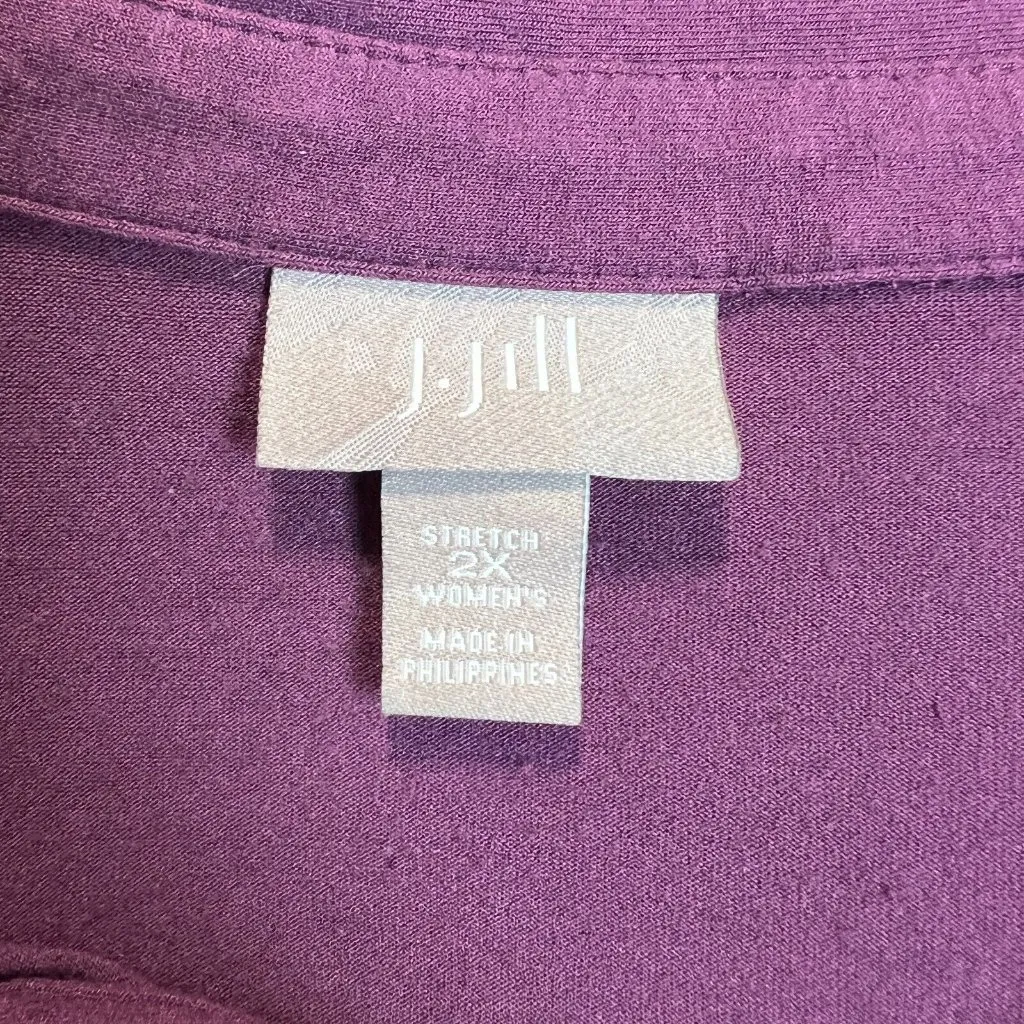 J.Jill
STRETCH
2X
WOMEN'S
MADE IN
PHILIPPINES